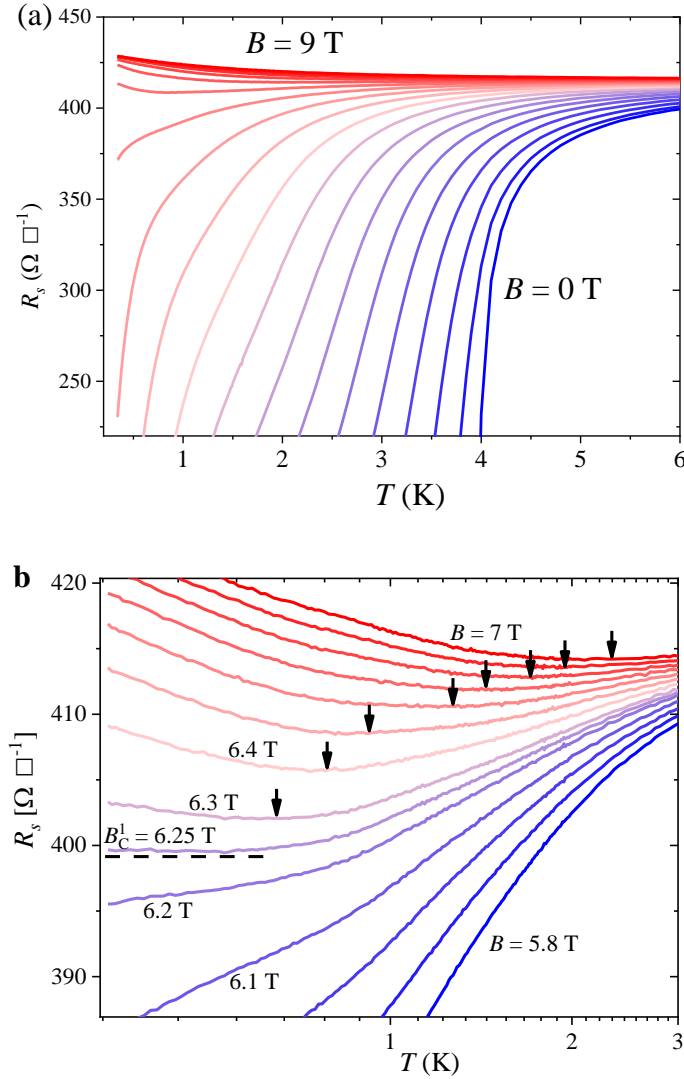 (a)
450
B = 9 T
400
350
R_s (Ω □⁻¹)
300
B = 0 T
250
1 2 3 4 5 6
T (K)
b
420
B = 7 T
410
6.4 T
R_s [Ω □⁻¹]
6.3 T
B_C^1 = 6.25 T
400
6.2 T
B = 5.8 T
6.1 T
390
1 2 3
T (K)